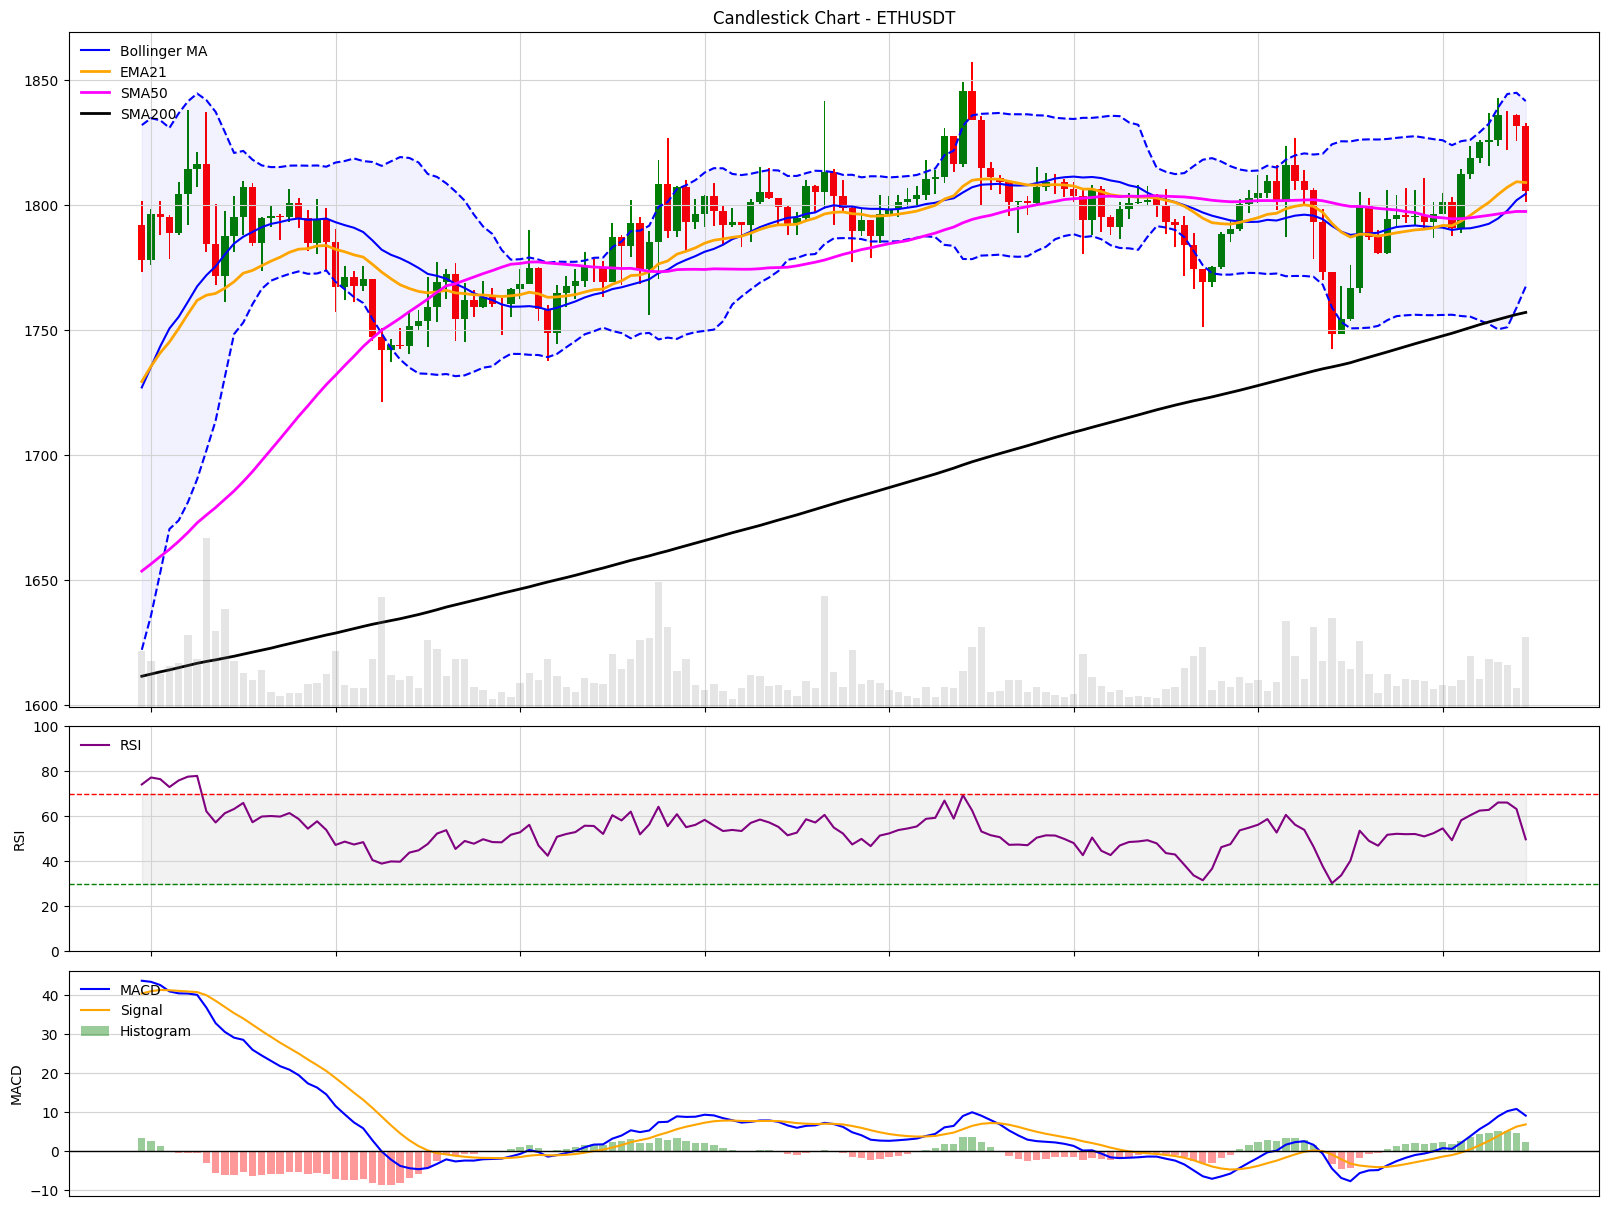 Candlestick Chart - ETHUSDT
Bollinger MA
EMA21
SMA50
SMA200
1850
1800
1750
1700
1650
1600
RSI
RSI
100
80
60
40
20
0
MACD
Signal
Histogram
MACD
40
30
20
10
0
−10